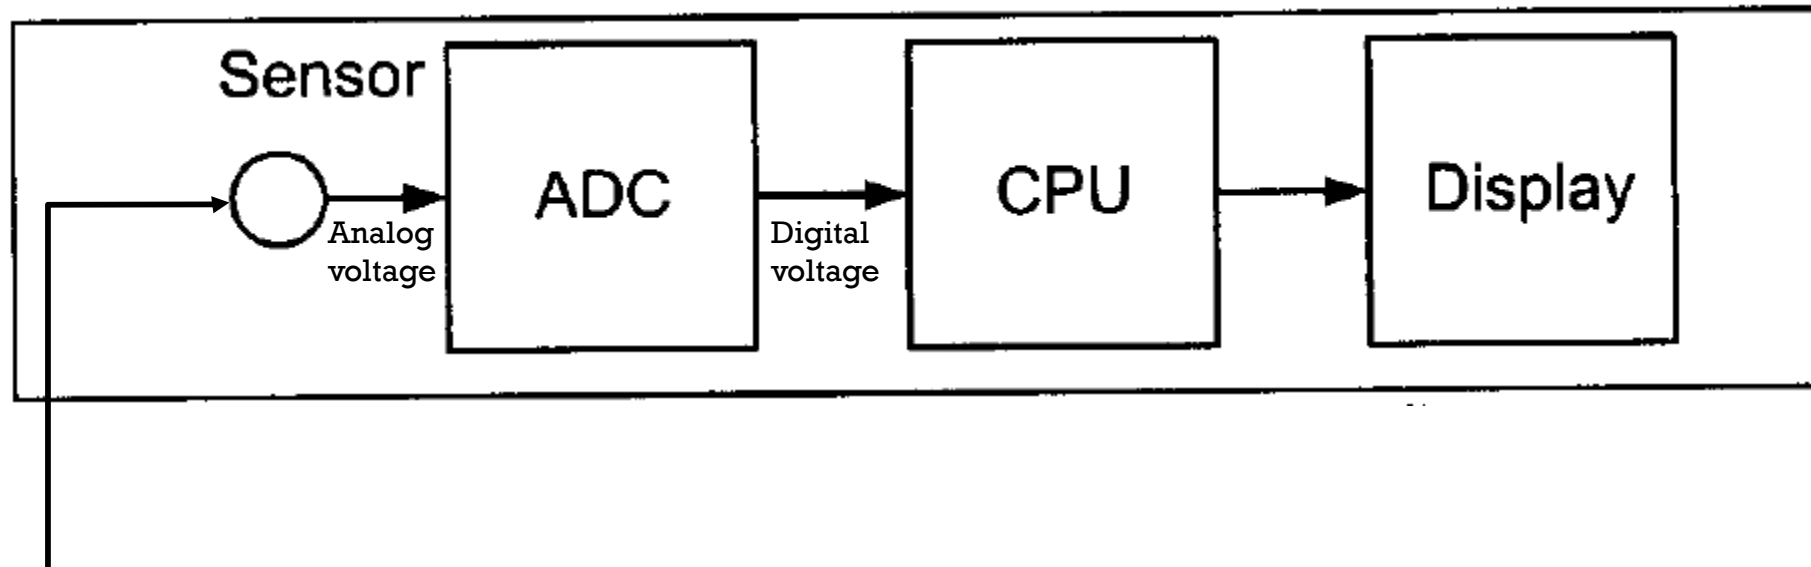 Sensor
ADC
CPU
Display
Analog
voltage
Digital
voltage